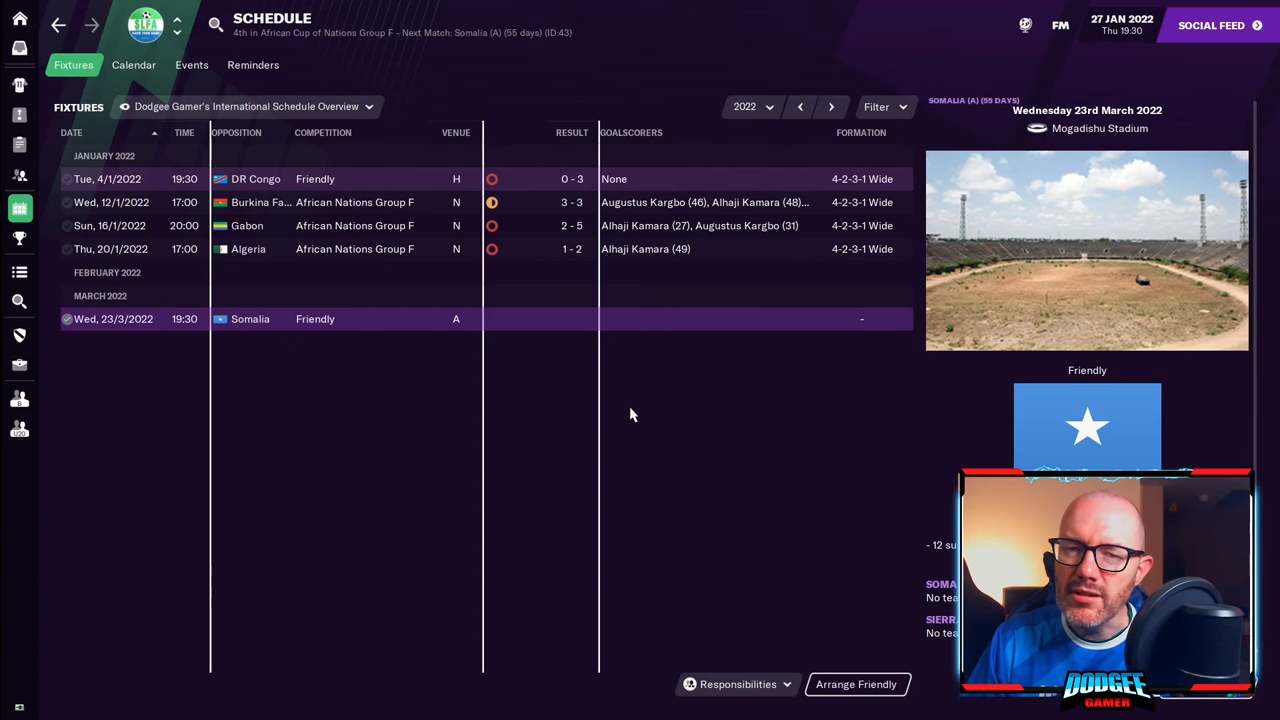 SCHEDULE
4th in African Cup of Nations Group F - Next Match: Somalia (A) (55 days) (ID:43)
FM
27 JAN 2022
Thu 19:30
SOCIAL FEED
SLFA
Fixtures
Calendar
Events
Reminders
FIXTURES
Dodgee Gamer's International Schedule Overview
2022
Filter
DATE TIME OPPOSITION COMPETITION VENUE RESULT GOALSCORERS FORMATION
JANUARY 2022
Tue, 4/1/2022 19:30 DR Congo Friendly H 0 - 3 None 4-2-3-1 Wide
Wed, 12/1/2022 17:00 Burkina Fa... African Nations Group F N 3 - 3 Augustus Kargbo (46), Alhaji Kamara (48)... 4-2-3-1 Wide
Sun, 16/1/2022 20:00 Gabon African Nations Group F N 2 - 5 Alhaji Kamara (27), Augustus Kargbo (31) 4-2-3-1 Wide
Thu, 20/1/2022 17:00 Algeria African Nations Group F N 1 - 2 Alhaji Kamara (49) 4-2-3-1 Wide
FEBRUARY 2022
MARCH 2022
Wed, 23/3/2022 19:30 Somalia Friendly A -
SOMALIA (A) (55 DAYS)
Wednesday 23rd March 2022
Mogadishu Stadium
Friendly
- 12 su
SOMA
No tea
SIERR
No tea
Responsibilities
Arrange Friendly
11
B
U20
DODGEE
GAMER